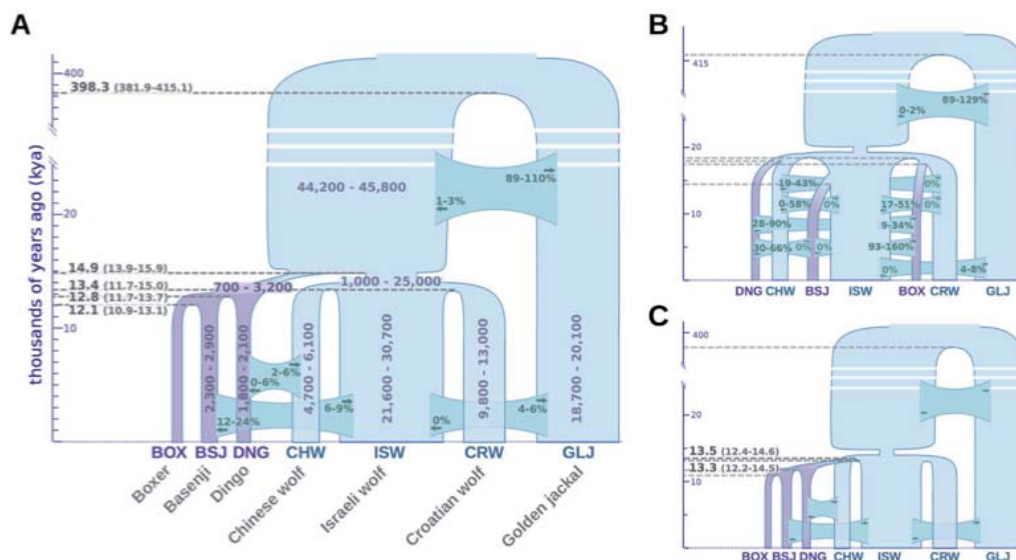 A
thousands of years ago (kya)
400
398.3 (381.9-415.1)
20
14.9 (13.9-15.9)
13.4 (11.7-15.0)
12.8 (11.7-13.7)
12.1 (10.9-13.1)
10
44,200 - 45,800
89-110%
1-3%
700 - 3,200
1,000 - 25,000
2,300 - 2,900
1,800 - 2,100
2-6%
0-6%
12-24%
4,700 - 6,100
6-9%
21,600 - 30,700
0%
9,800 - 13,000
4-6%
18,700 - 20,100
BOX BSJ DNG CHW ISW CRW GLJ
Boxer
Basenji
Dingo
Chinese wolf
Israeli wolf
Croatian wolf
Golden jackal
B
415
89-129%
0-2%
20
19-43%
0%
0-58%
0%
17-51%
0%
10
28-90%
9-34%
30-66%
0%
0%
93-160%
0%
4-8%
DNG CHW BSJ ISW BOX CRW GLJ
C
400
20
13.5 (12.4-14.6)
13.3 (12.2-14.5)
10
BOX BSJ DNG CHW ISW CRW GLJ